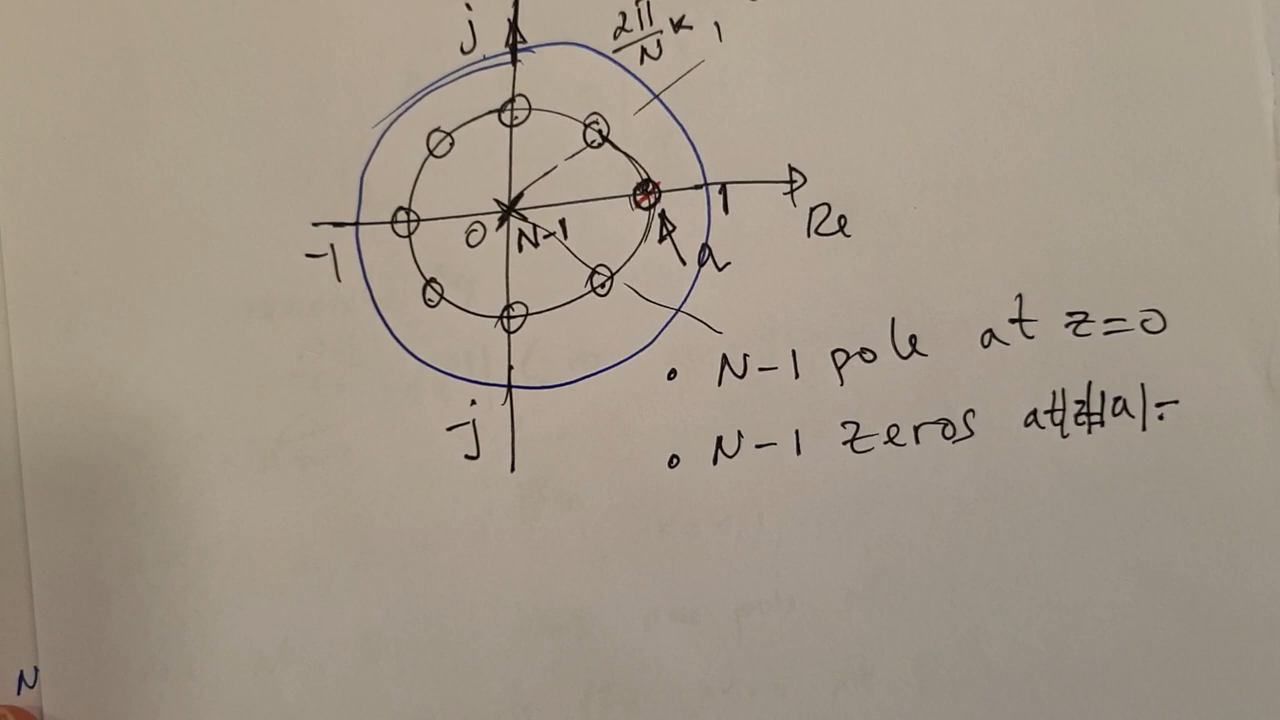 j
2π/N k,
Re
1
-1
0
N-1
a
-j
• N-1 pole at z=0
• N-1 zeros at |z|=|a|-
N